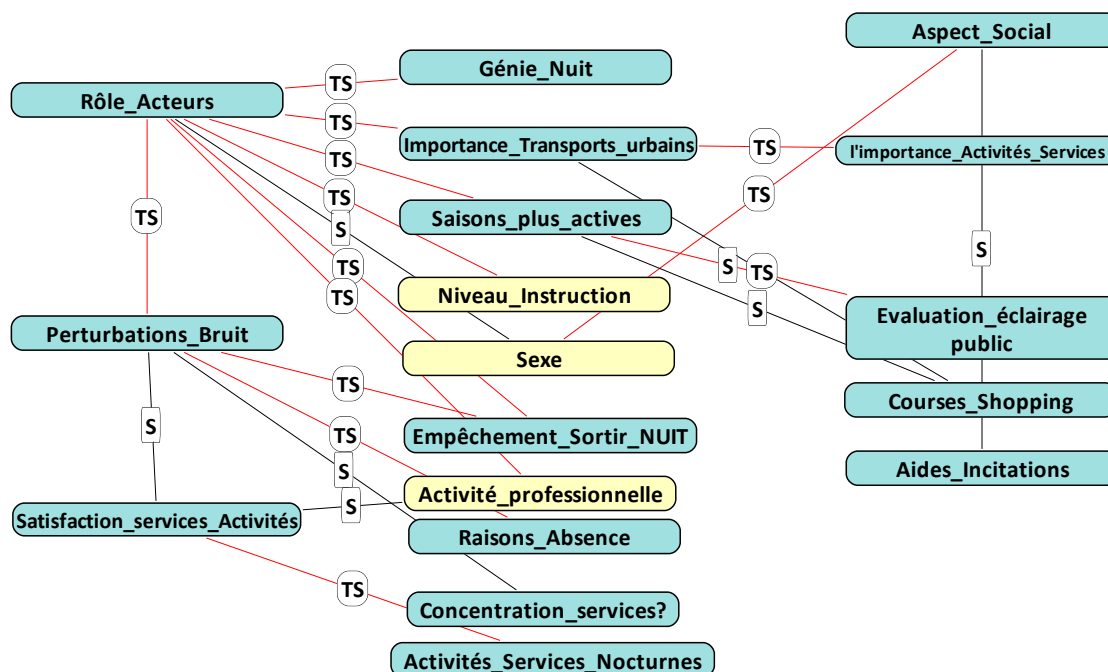 Aspect_Social
Génie_Nuit
TS
Rôle_Acteurs
TS
Importance_Transports_urbains
TS
l'importance_Activités_Services
TS
TS
TS
Saisons_plus_actives
TS
S
S
TS
S
TS
Niveau_Instruction
TS
S
Evaluation_éclairage
public
Perturbations_Bruit
Sexe
TS
Courses_Shopping
S
TS
Empêchement_Sortir_NUIT
Aides_Incitations
S
Activité_professionnelle
S
Satisfaction_services_Activités
Raisons_Absence
TS
Concentration_services?
Activités_Services_Nocturnes